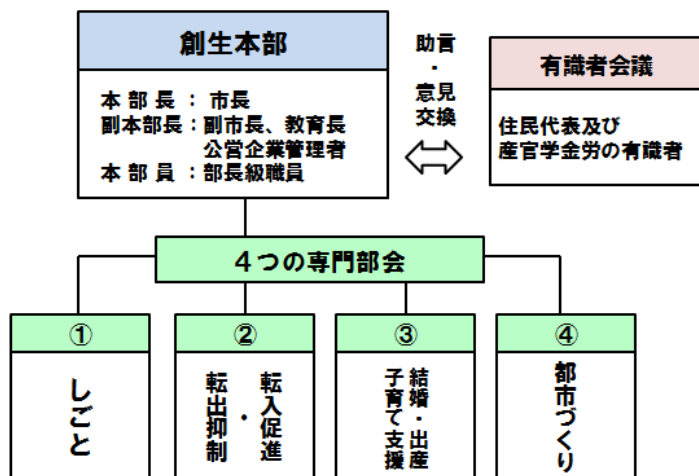 創生本部
本部長：市長
副本部長：副市長、教育長
公営企業管理者
本部員：部長級職員
助言
・
意見
交換
有識者会議
住民代表及び
産官学金労の有識者
４つの専門部会
①
しごと
②
転入促進
・
転出抑制
③
結婚・出産
子育て支援
④
都市づくり